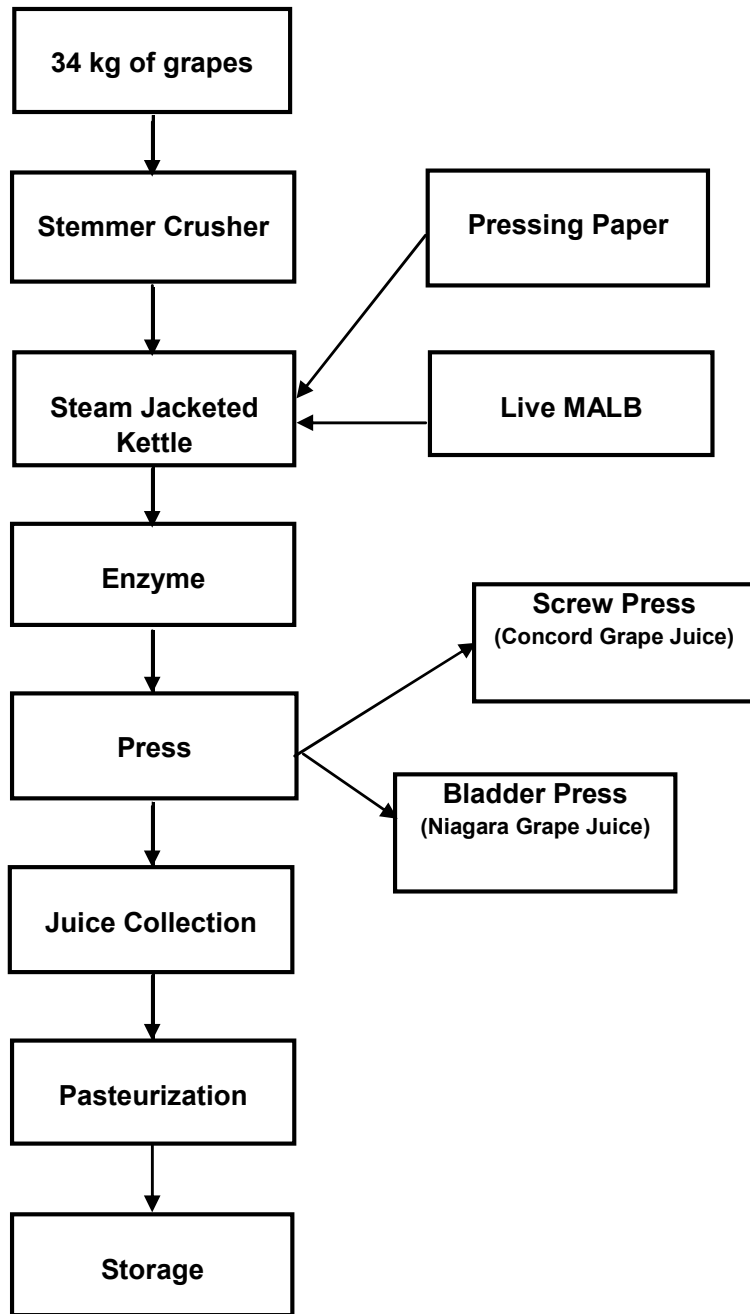 34 kg of grapes
Stemmer Crusher
Pressing Paper
Steam Jacketed
Kettle
Live MALB
Enzyme
Screw Press
(Concord Grape Juice)
Press
Bladder Press
(Niagara Grape Juice)
Juice Collection
Pasteurization
Storage